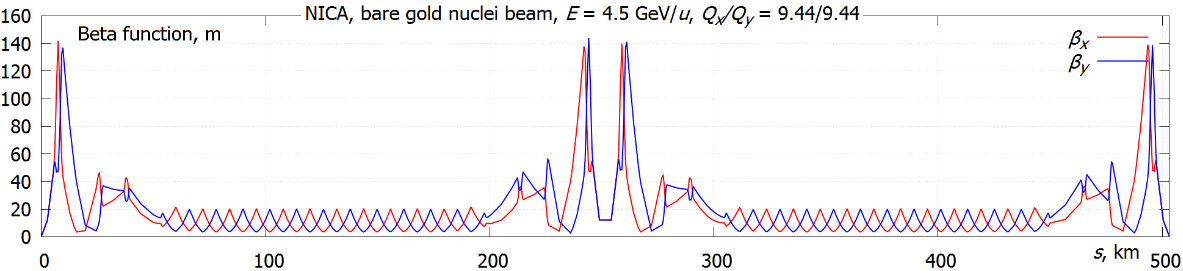 NICA, bare gold nuclei beam, E = 4.5 GeV/u, Qx/Qy = 9.44/9.44
Beta function, m
βx
βy
160
140
120
100
80
60
40
20
0
0 100 200 300 400 500
s, km